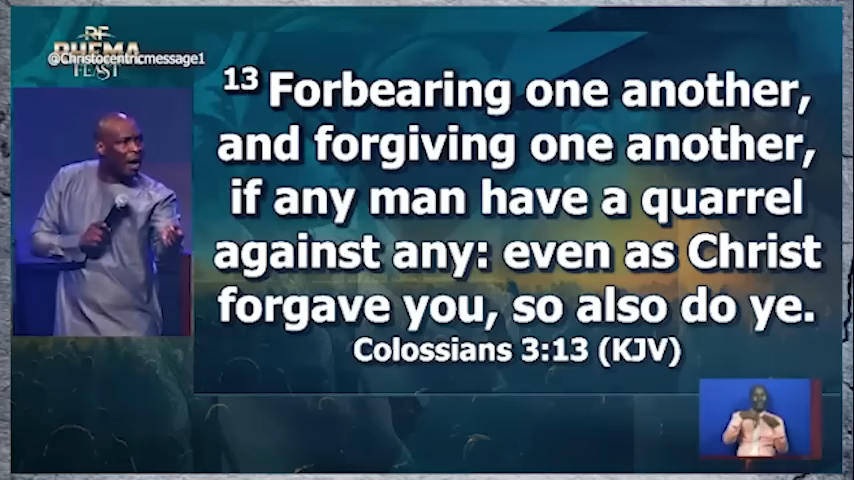 RF
RHEMA
@Christocentricmessage1
FEAST
13 Forbearing one another,
and forgiving one another,
if any man have a quarrel
against any: even as Christ
forgave you, so also do ye.
Colossians 3:13 (KJV)